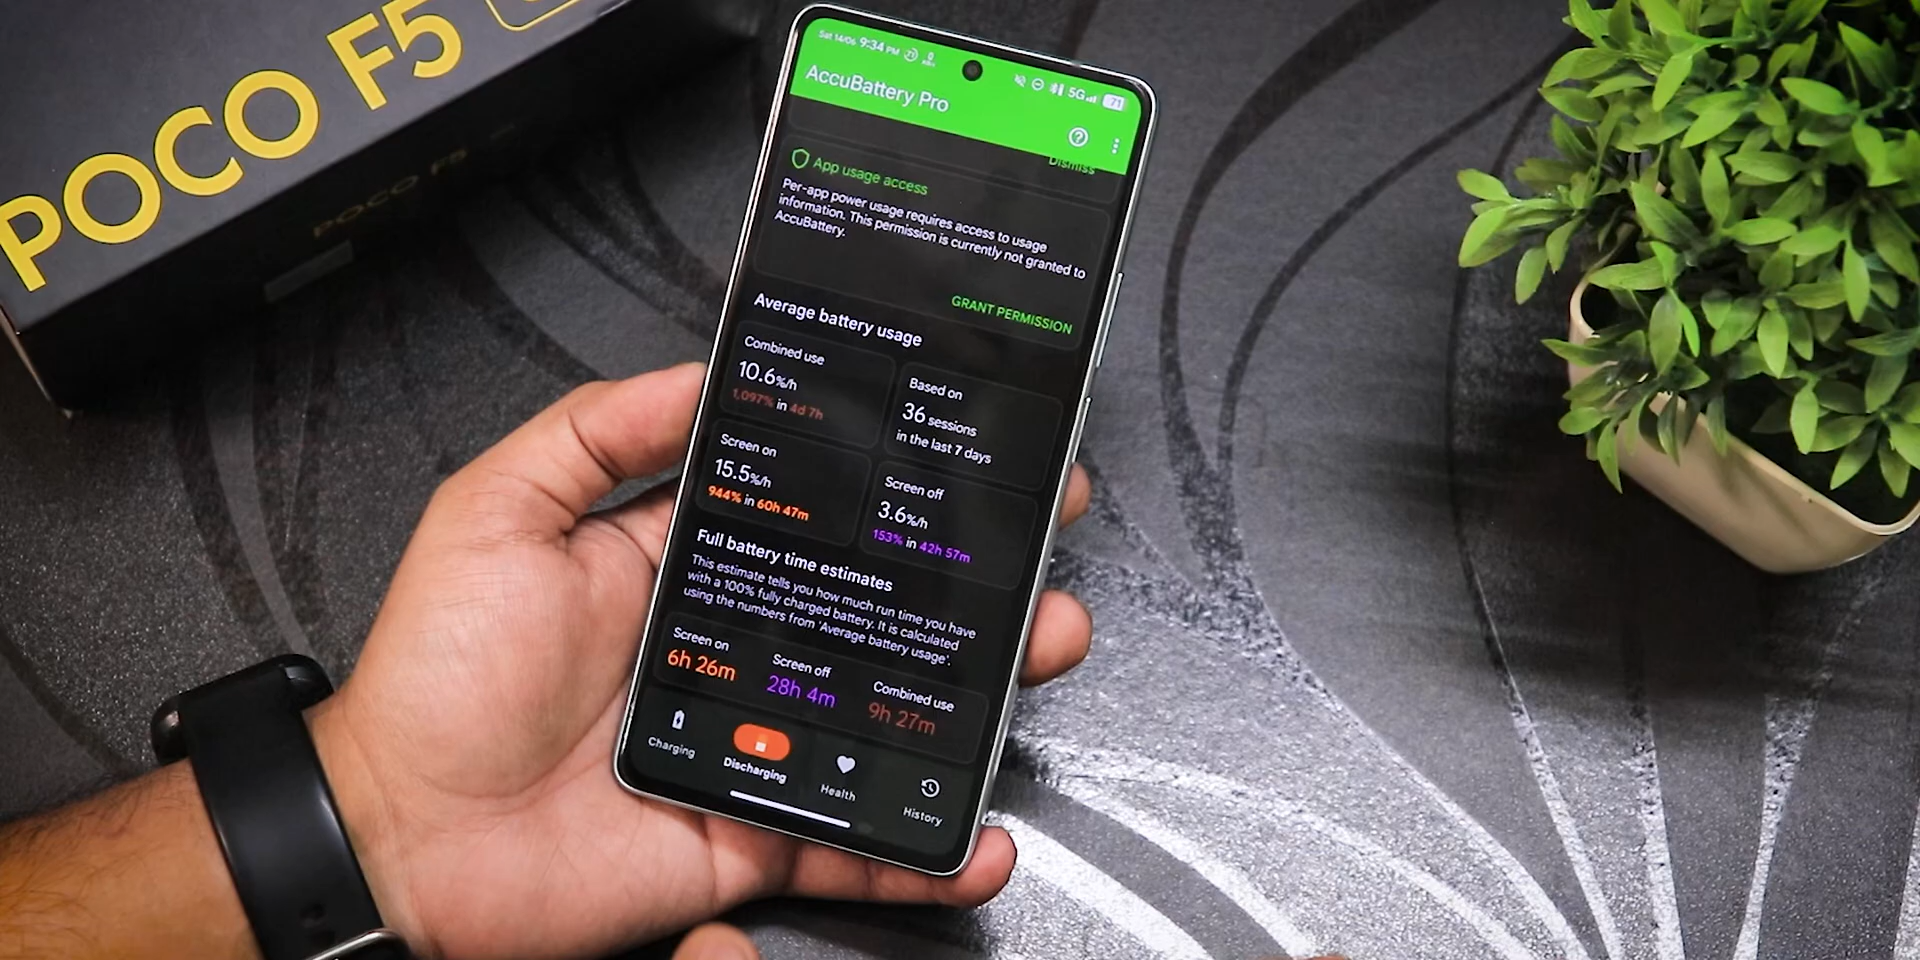 POCO F5
POCO F5
Sat 14/06 9:34 PM 71
5G 71
AccuBattery Pro
Dismiss
App usage access
Per-app power usage requires access to usage
information. This permission is currently not granted to
AccuBattery.
GRANT PERMISSION
Average battery usage
Combined use
10.6%/h
1,097% in 4d 7h
Based on
36 sessions
in the last 7 days
Screen on
15.5%/h
944% in 60h 47m
Screen off
3.6%/h
153% in 42h 57m
Full battery time estimates
This estimate tells you how much run time you have
with a 100% fully charged battery. It is calculated
using the numbers from 'Average battery usage'.
Screen on
6h 26m
Screen off
28h 4m
Combined use
9h 27m
Charging
Discharging
Health
History